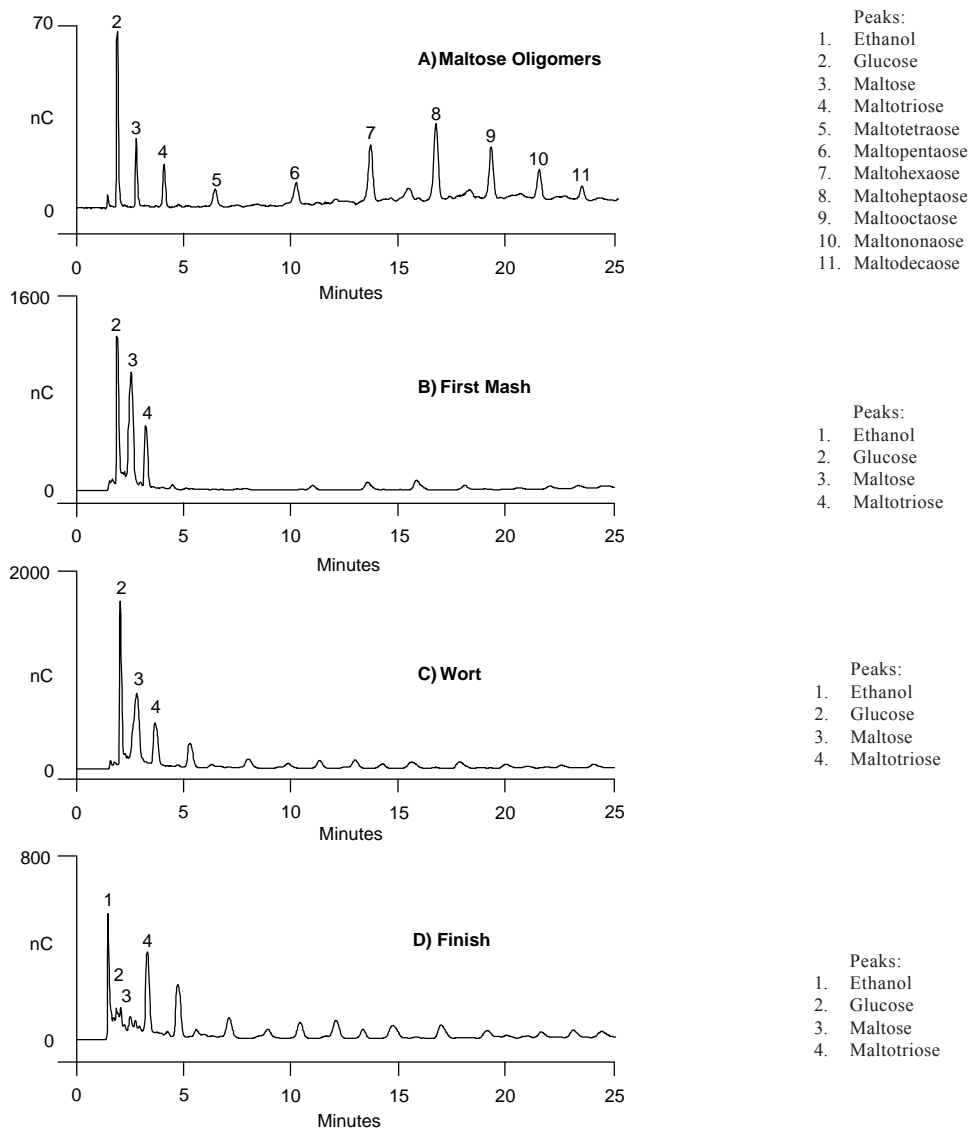 70
nC
0
2
3
4
5
6
7
8
9
10
11
A) Maltose Oligomers
0 5 10 15 20 25
Minutes
Peaks:
1. Ethanol
2. Glucose
3. Maltose
4. Maltotriose
5. Maltotetraose
6. Maltopentaose
7. Maltohexaose
8. Maltoheptaose
9. Maltooctaose
10. Maltononaose
11. Maltodecaose
1600
nC
0
2
3
4
B) First Mash
0 5 10 15 20 25
Minutes
Peaks:
1. Ethanol
2. Glucose
3. Maltose
4. Maltotriose
2000
nC
0
2
3
4
C) Wort
0 5 10 15 20 25
Minutes
Peaks:
1. Ethanol
2. Glucose
3. Maltose
4. Maltotriose
800
nC
0
1
2
3
4
D) Finish
0 5 10 15 20 25
Minutes
Peaks:
1. Ethanol
2. Glucose
3. Maltose
4. Maltotriose